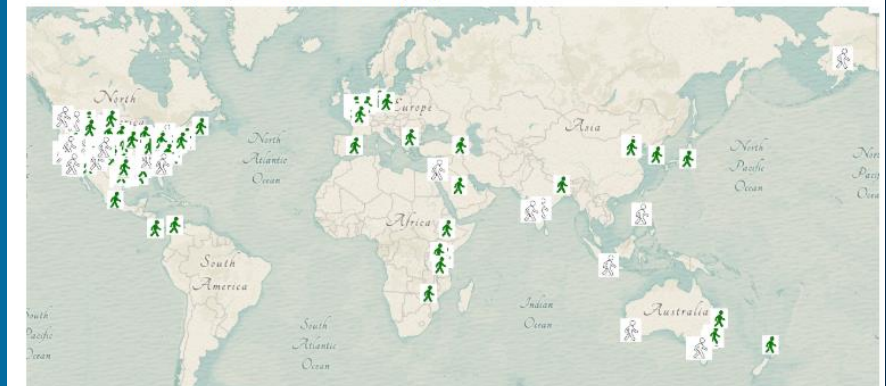 North
America
Europe
Asia
North
Atlantic
Ocean
North
Pacific
Ocean
Africa
South
America
Indian
Ocean
Australia
South
Atlantic
Ocean
South
Pacific
Ocean